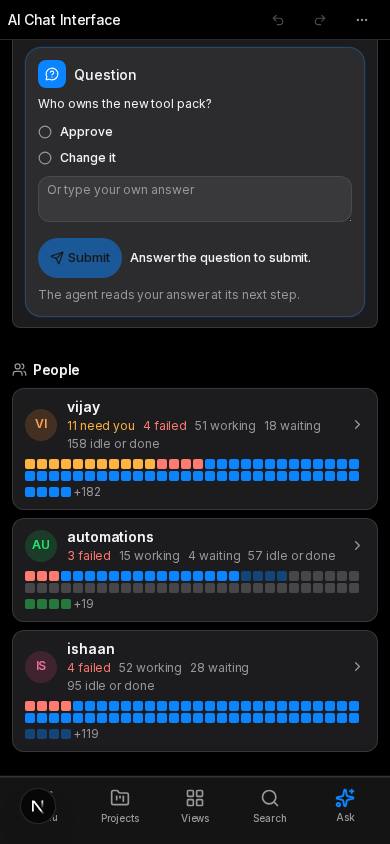 AI Chat Interface
Question
Who owns the new tool pack?
Approve
Change it
Or type your own answer
Submit
Answer the question to submit.
The agent reads your answer at its next step.
People
VI
vijay
11 need you 4 failed 51 working 18 waiting
158 idle or done
+182
AU
automations
3 failed 15 working 4 waiting 57 idle or done
+19
IS
ishaan
4 failed 52 working 28 waiting
95 idle or done
+119
N
Projects
Views
Search
Ask